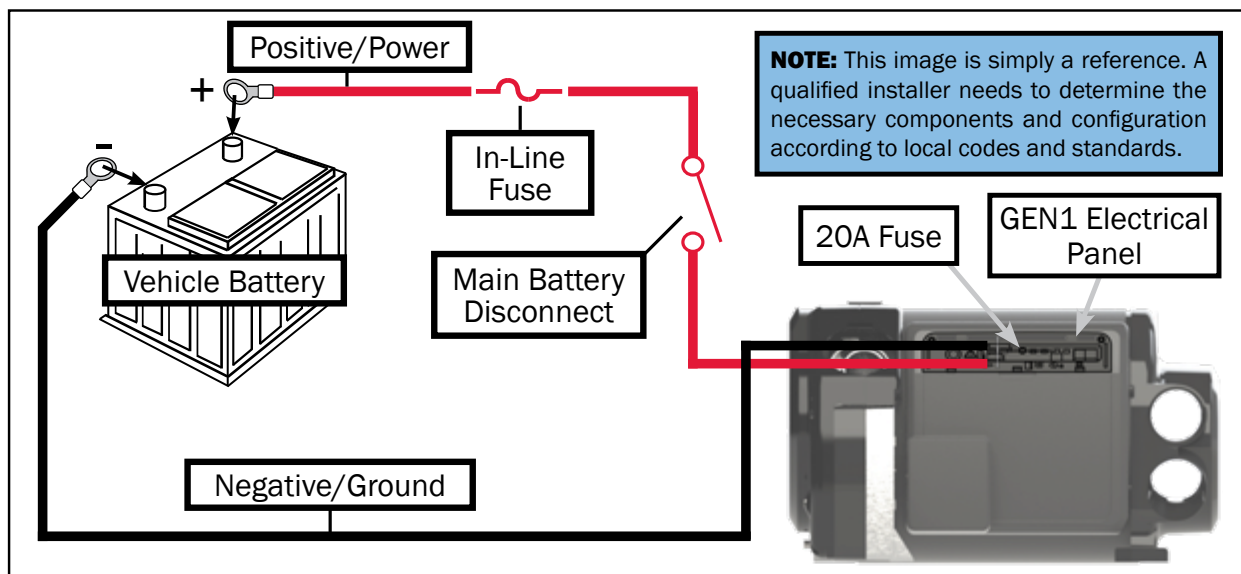 Positive/Power
NOTE: This image is simply a reference. A
qualified installer needs to determine the
necessary components and configuration
according to local codes and standards.
+
-
In-Line
Fuse
20A Fuse
GEN1 Electrical
Panel
Vehicle Battery
Main Battery
Disconnect
Negative/Ground